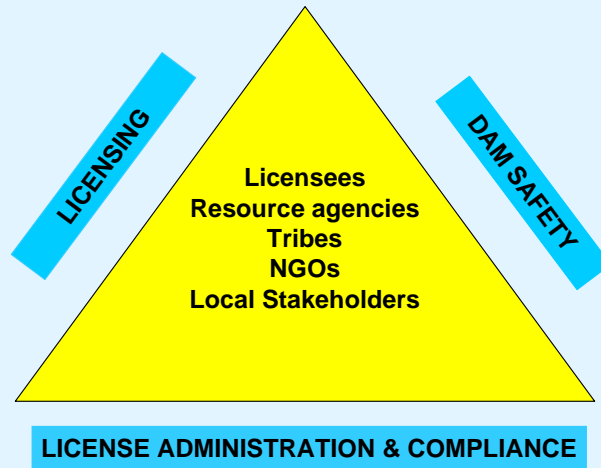 LICENSING
DAM SAFETY
Licensees
Resource agencies
Tribes
NGOs
Local Stakeholders
LICENSE ADMINISTRATION & COMPLIANCE